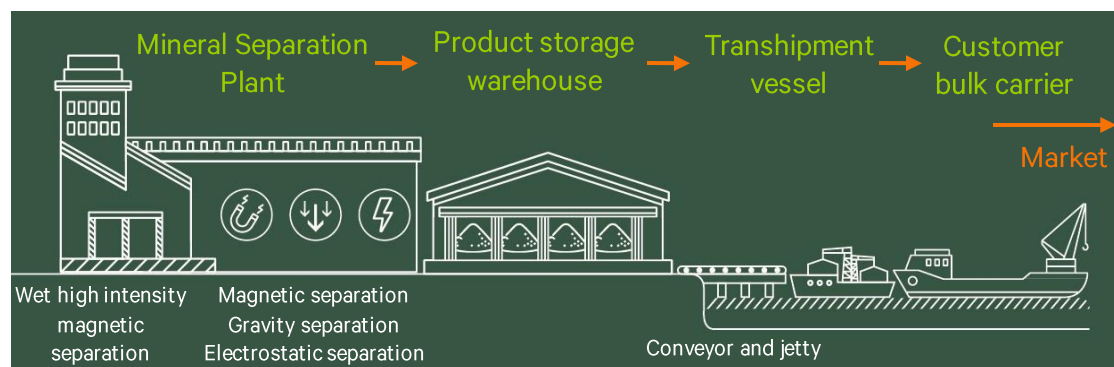 Mineral Separation
Plant
Product storage
warehouse
Transhipment
vessel
Customer
bulk carrier
Market
Wet high intensity
magnetic
separation
Magnetic separation
Gravity separation
Electrostatic separation
Conveyor and jetty